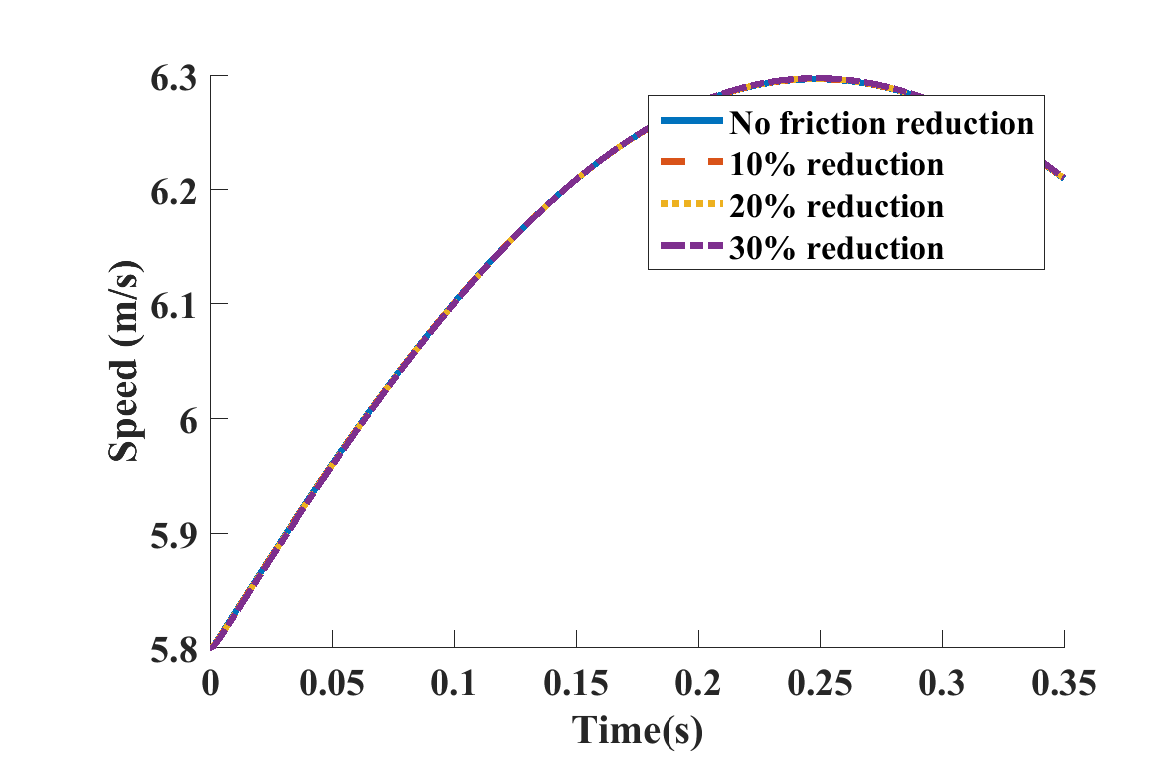 6.3
6.2
6.1
6
5.9
5.8
Speed (m/s)
No friction reduction
10% reduction
20% reduction
30% reduction
0 0.05 0.1 0.15 0.2 0.25 0.3 0.35
Time(s)